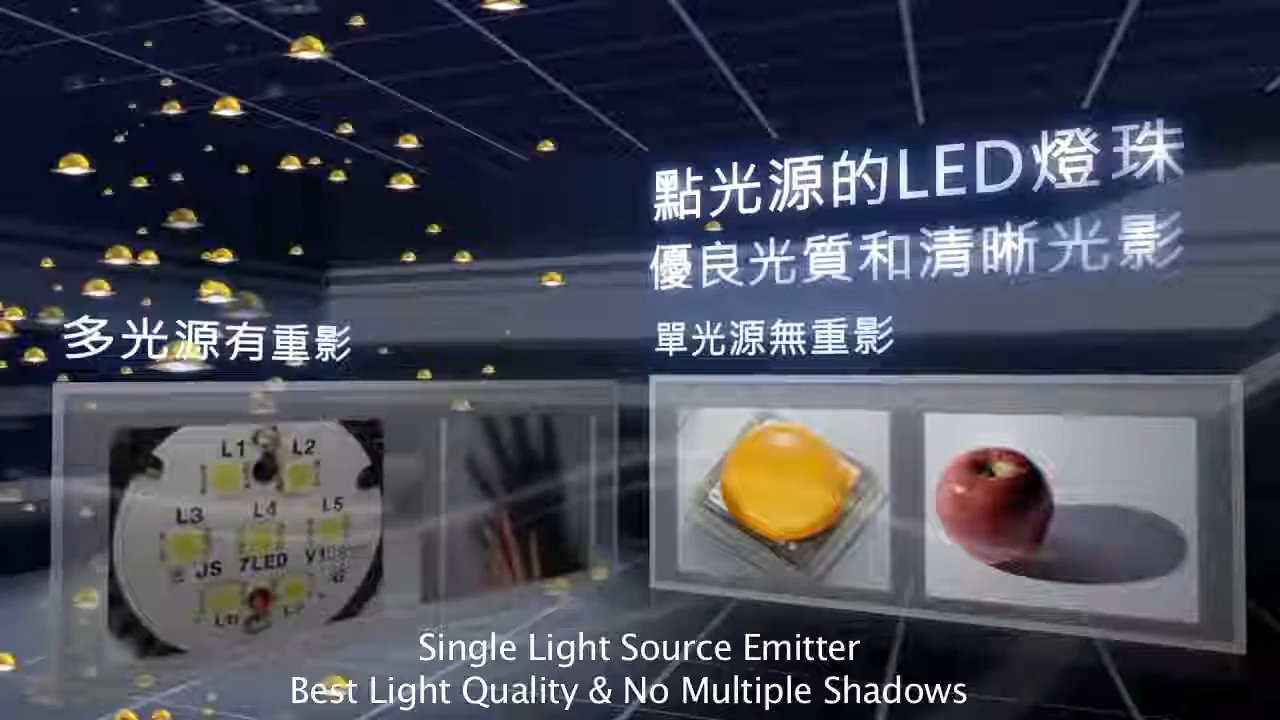 點光源的LED燈珠
優良光質和清晰光影
多光源有重影
單光源無重影
L1 L2
L3 L4 L5
JS 7LED
L6
Single Light Source Emitter
Best Light Quality & No Multiple Shadows